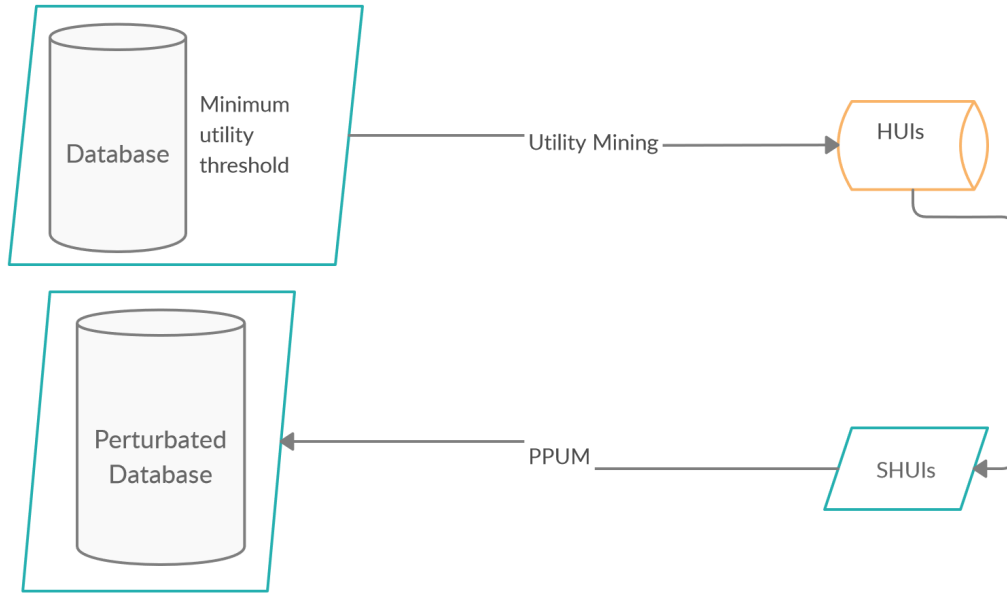 Database
Minimum
utility
threshold
Utility Mining
HUIs
Perturbated
Database
PPUM
SHUIs